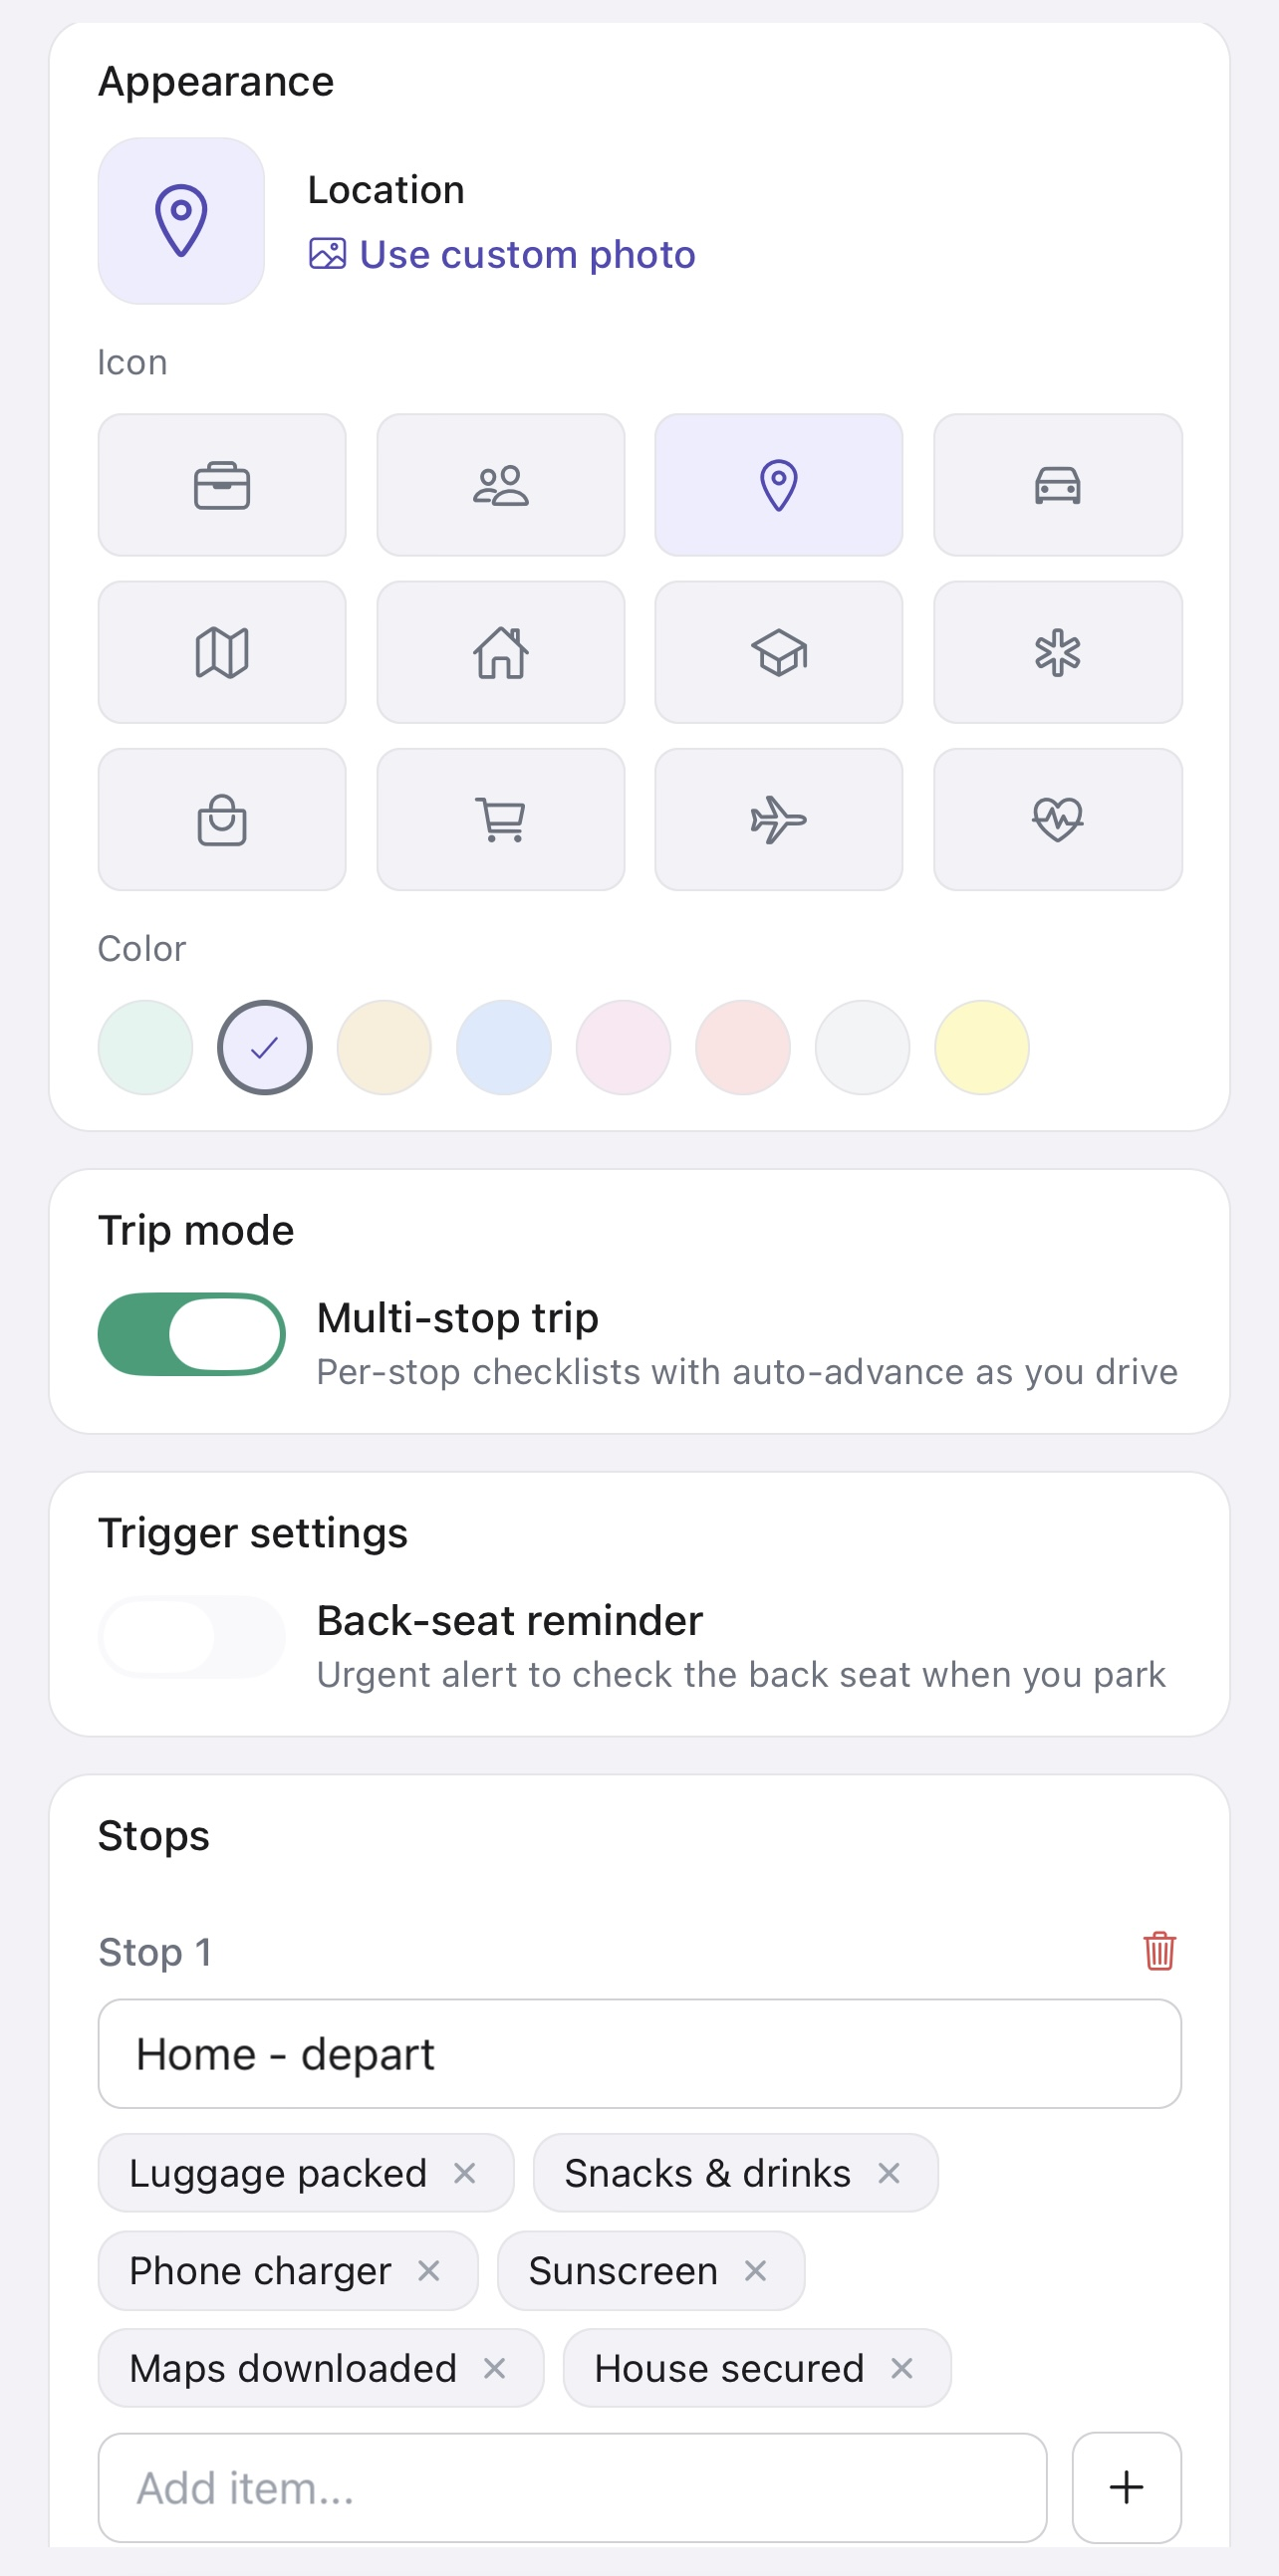 Appearance
Location
Use custom photo
Icon
Color
Trip mode
Multi-stop trip
Per-stop checklists with auto-advance as you drive
Trigger settings
Back-seat reminder
Urgent alert to check the back seat when you park
Stops
Stop 1
Home - depart
Luggage packed
Snacks & drinks
Phone charger
Sunscreen
Maps downloaded
House secured
Add item...